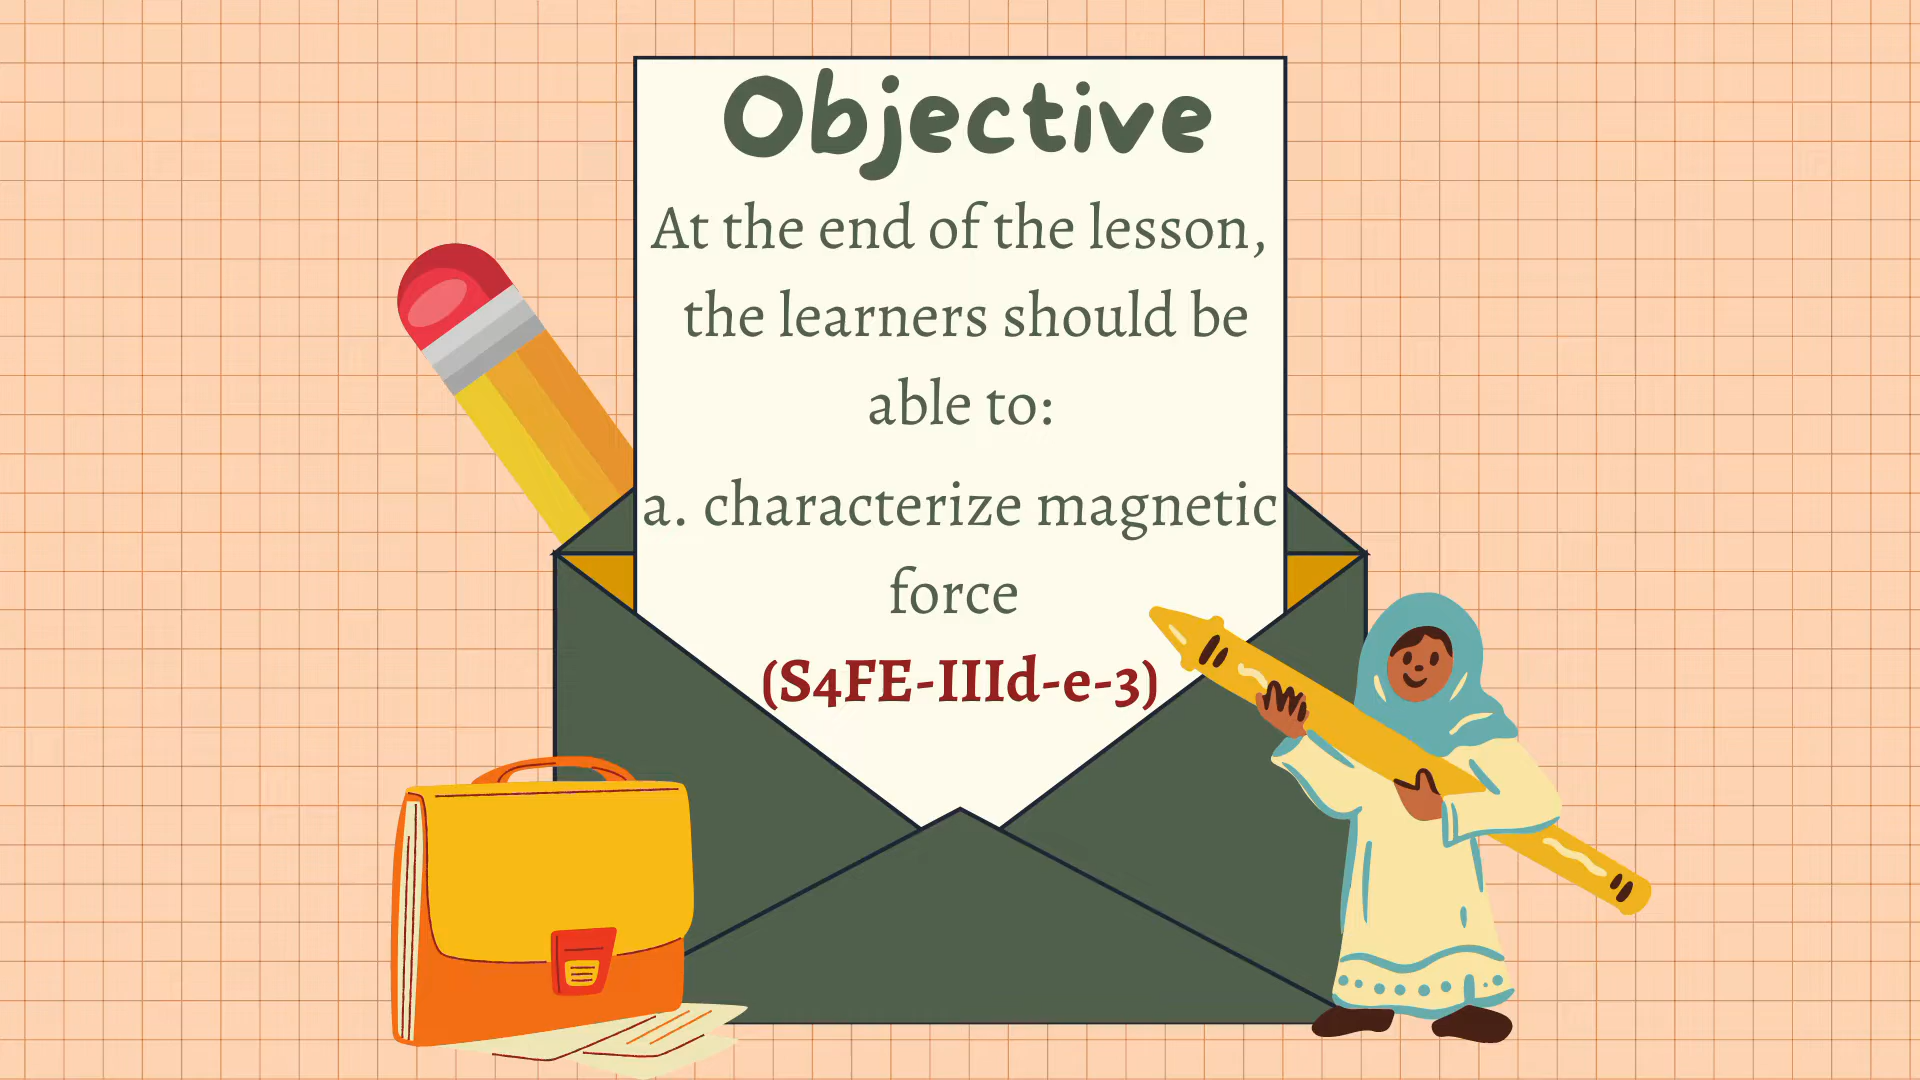 Objective
At the end of the lesson,
the learners should be
able to:
a. characterize magnetic
force
(S4FE-IIId-e-3)